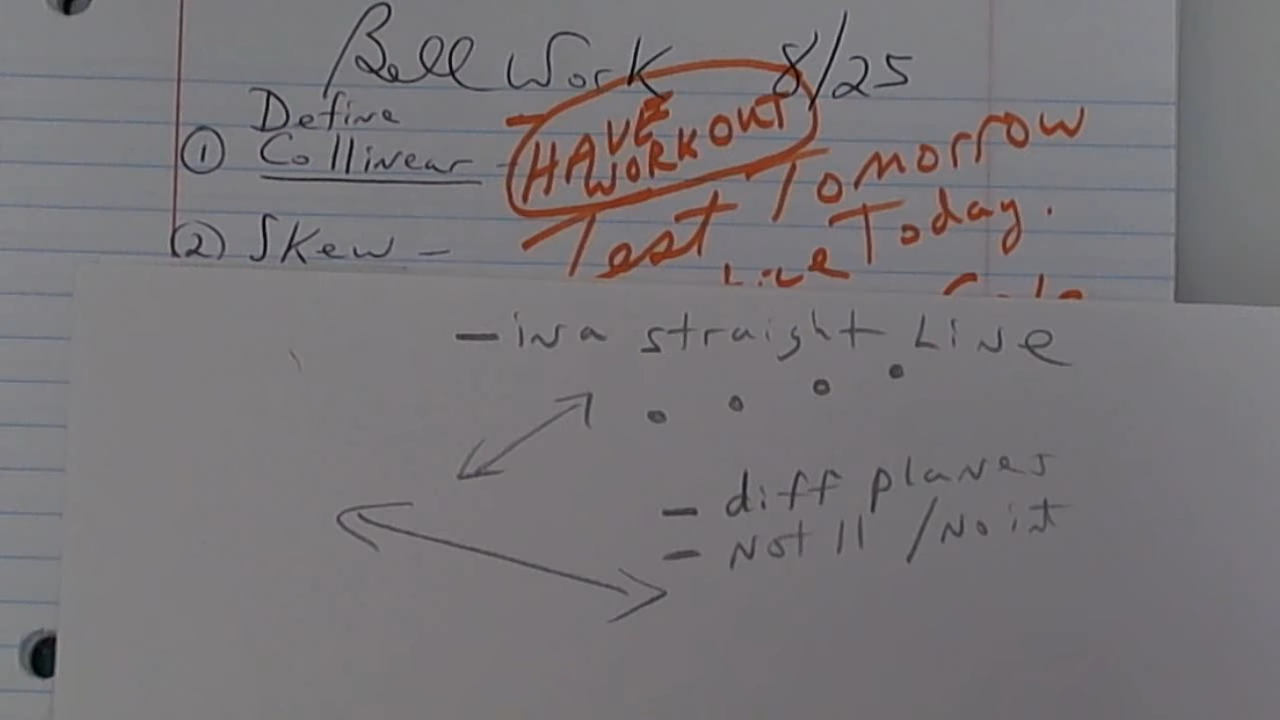 Bell Work 8/25
Define
① Collinear -
HAVE WORKOUT
② Skew -
Test Tomorrow
Live Today.
- in a straight Line
- diff planes
- Not || / No int